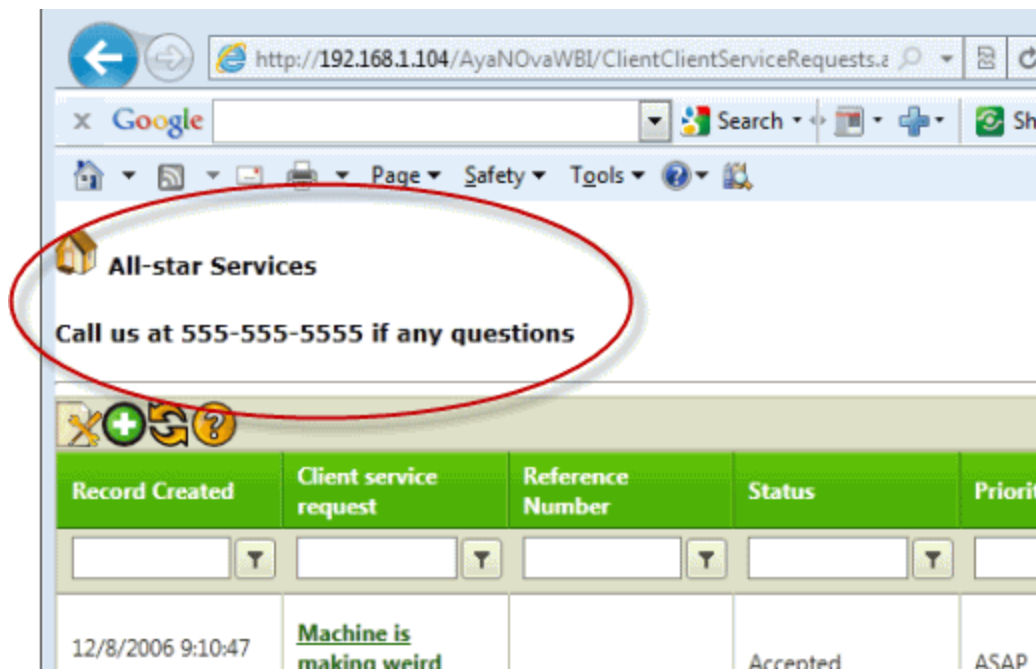 http://192.168.1.104/AyaNOvaWBI/ClientClientServiceRequests.a
x Google Search Sh
Page Safety Tools
All-star Services
Call us at 555-555-5555 if any questions
Record Created Client service request Reference Number Status Priorit
12/8/2006 9:10:47 Machine is making weird Accepted ASAP